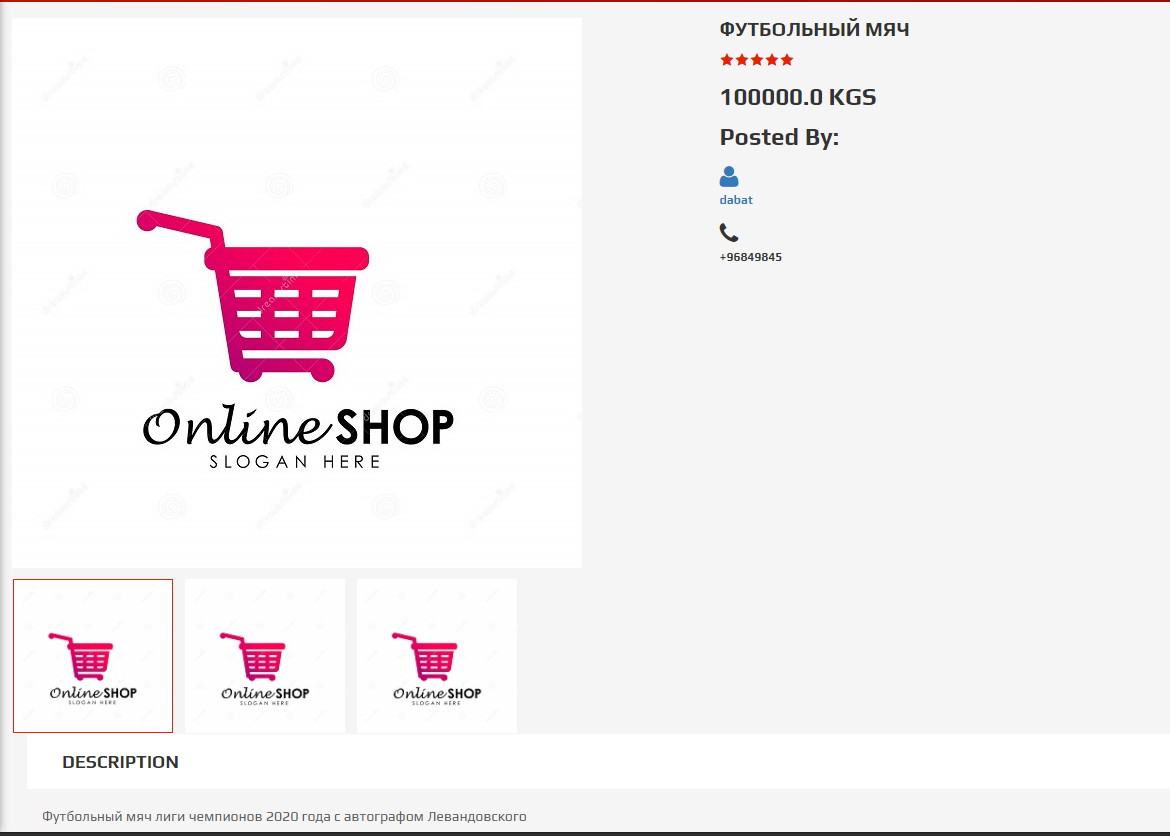 ФУТБОЛЬНЫЙ МЯЧ
100000.0 KGS
Posted By:
dabat
+96849845
Online SHOP
SLOGAN HERE
Online SHOP
SLOGAN HERE
Online SHOP
SLOGAN HERE
Online SHOP
SLOGAN HERE
DESCRIPTION
Футбольный мяч лиги чемпионов 2020 года с автографом Левандовского